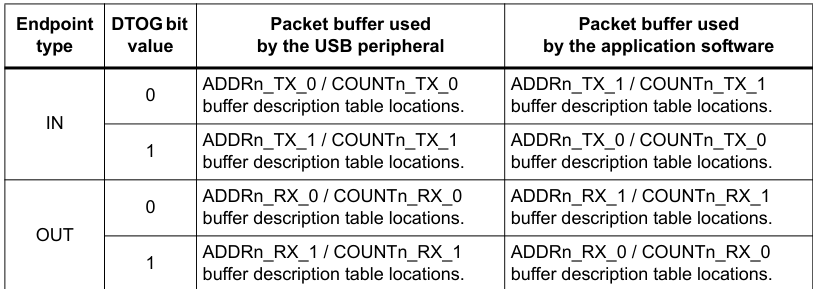 Endpoint type DTOG bit value Packet buffer used by the USB peripheral Packet buffer used by the application software
IN 0 ADDRn_TX_0 / COUNTn_TX_0 buffer description table locations. ADDRn_TX_1 / COUNTn_TX_1 buffer description table locations.
1 ADDRn_TX_1 / COUNTn_TX_1 buffer description table locations. ADDRn_TX_0 / COUNTn_TX_0 buffer description table locations.
OUT 0 ADDRn_RX_0 / COUNTn_RX_0 buffer description table locations. ADDRn_RX_1 / COUNTn_RX_1 buffer description table locations.
1 ADDRn_RX_1 / COUNTn_RX_1 buffer description table locations. ADDRn_RX_0 / COUNTn_RX_0 buffer description table locations.